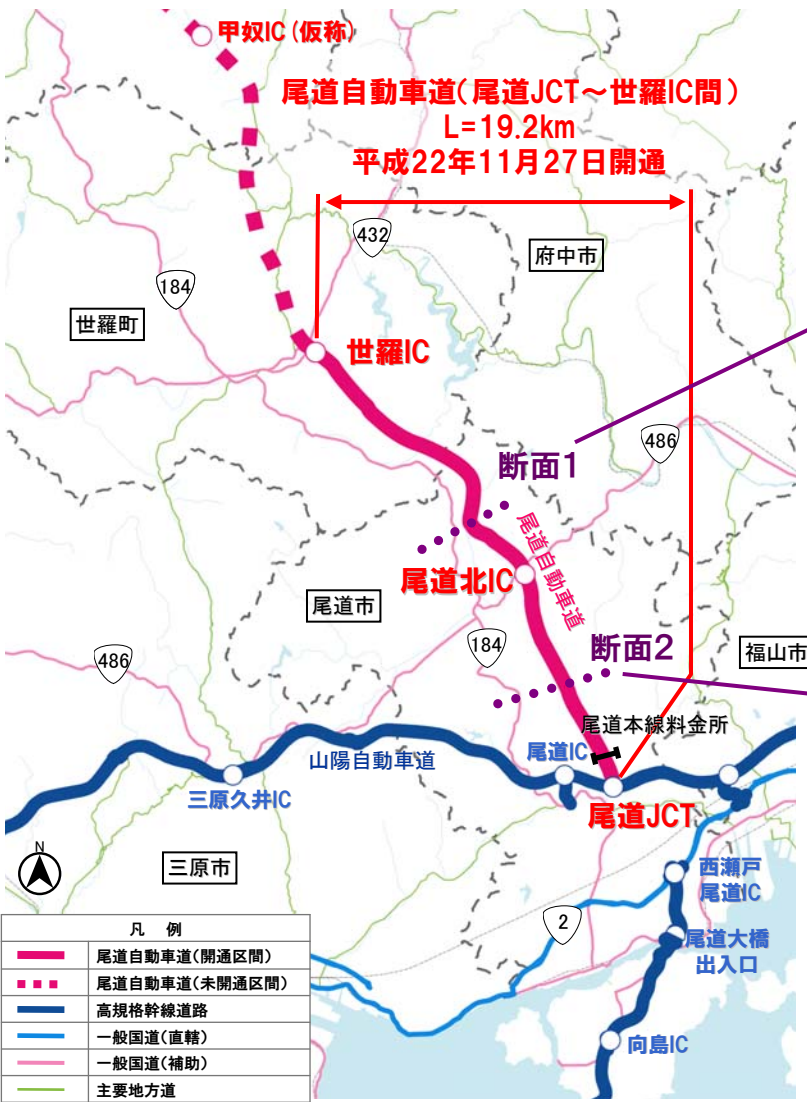 甲奴IC(仮称)
尾道自動車道(尾道JCT～世羅IC間)
L=19.2km
平成22年11月27日開通
432
府中市
184
世羅町
世羅IC
486
断面1
尾道自動車道
尾道北IC
尾道市
184
断面2
486
福山市
尾道本線料金所
尾道IC
山陽自動車道
三原久井IC
尾道JCT
N
三原市
西瀬戸
尾道IC
2
尾道大橋
出入口
向島IC
凡 例
尾道自動車道(開通区間)
尾道自動車道(未開通区間)
高規格幹線道路
一般国道(直轄)
一般国道(補助)
主要地方道